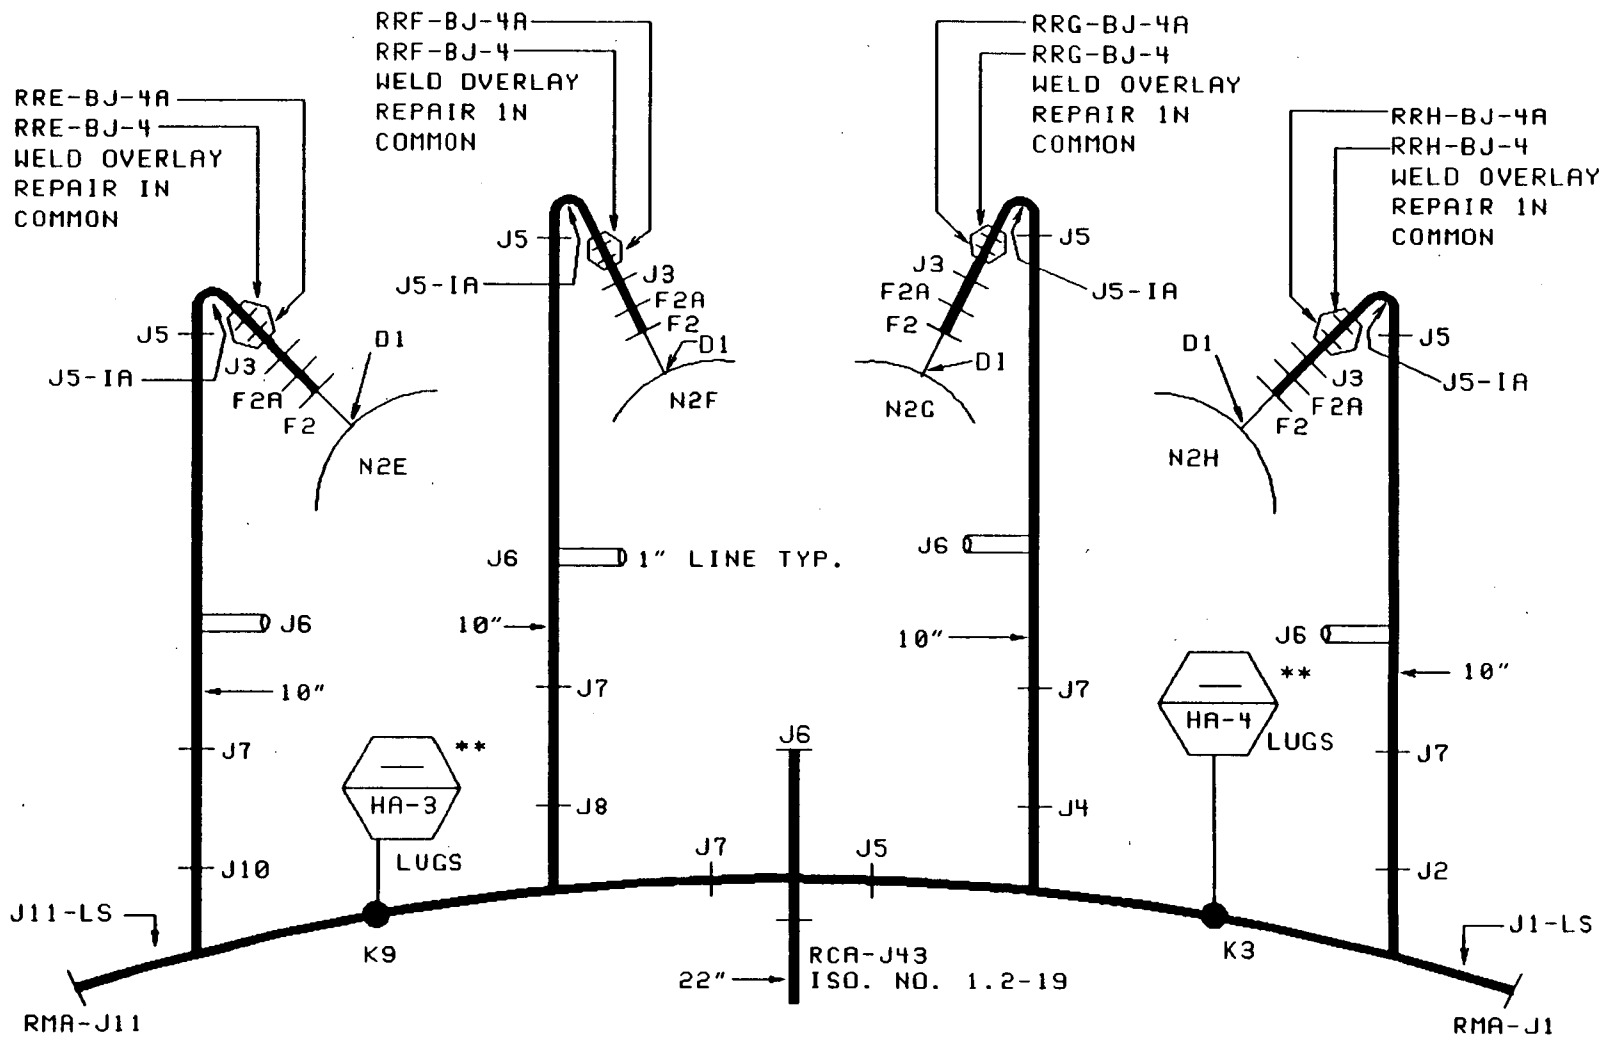 RRF-BJ-4A
RRF-BJ-4
WELD OVERLAY
REPAIR 1N
COMMON
RRG-BJ-4A
RRG-BJ-4
WELD OVERLAY
REPAIR 1N
COMMON
RRE-BJ-4A
RRE-BJ-4
WELD OVERLAY
REPAIR IN
COMMON
RRH-BJ-4A
RRH-BJ-4
WELD OVERLAY
REPAIR 1N
COMMON
J5
J5-IA
J3
F2A
F2
D1
N2E
J5
J5-IA
J3
F2A
F2
D1
N2F
J5
J5-IA
J3
F2A
F2
D1
N2G
J5
J5-IA
J3
F2A
F2
D1
N2H
J6
1" LINE TYP.
J6
J6
J6
10"
10"
10"
10"
J7
J7
J7
J7
HA-3
**
LUGS
HA-4
**
LUGS
J6
J10
J8
J4
J2
J7
J5
J11-LS
K9
K3
J1-LS
RCA-J43
22"
ISO. NO. 1.2-19
RMA-J11
RMA-J1